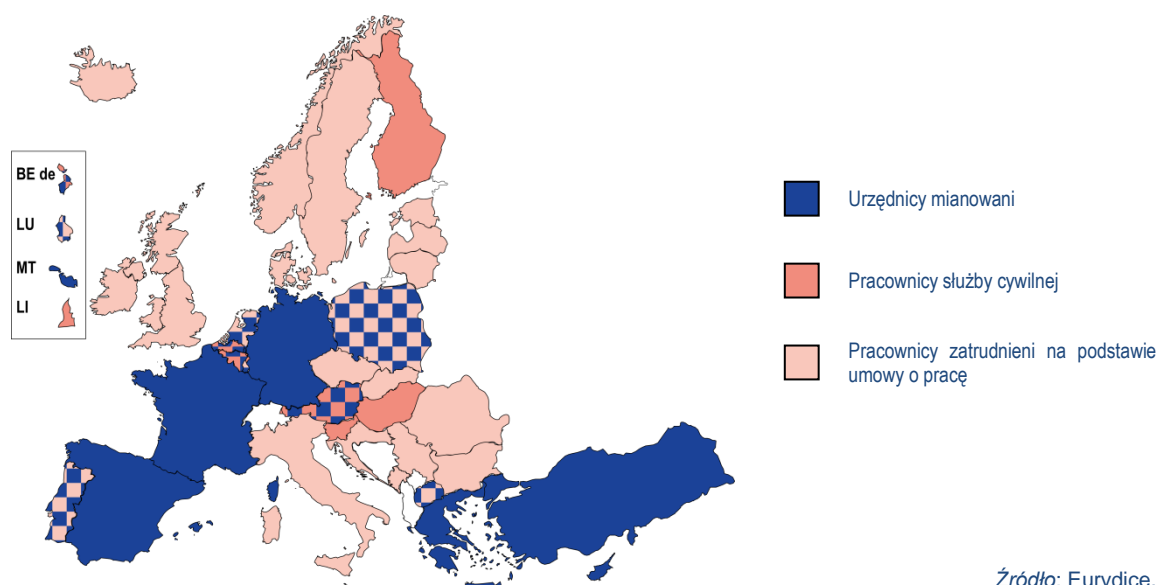 BE de
LU
MT
LI
Urzędnicy mianowani
Pracownicy służby cywilnej
Pracownicy zatrudnieni na podstawie
umowy o pracę
Źródło: Eurydice.